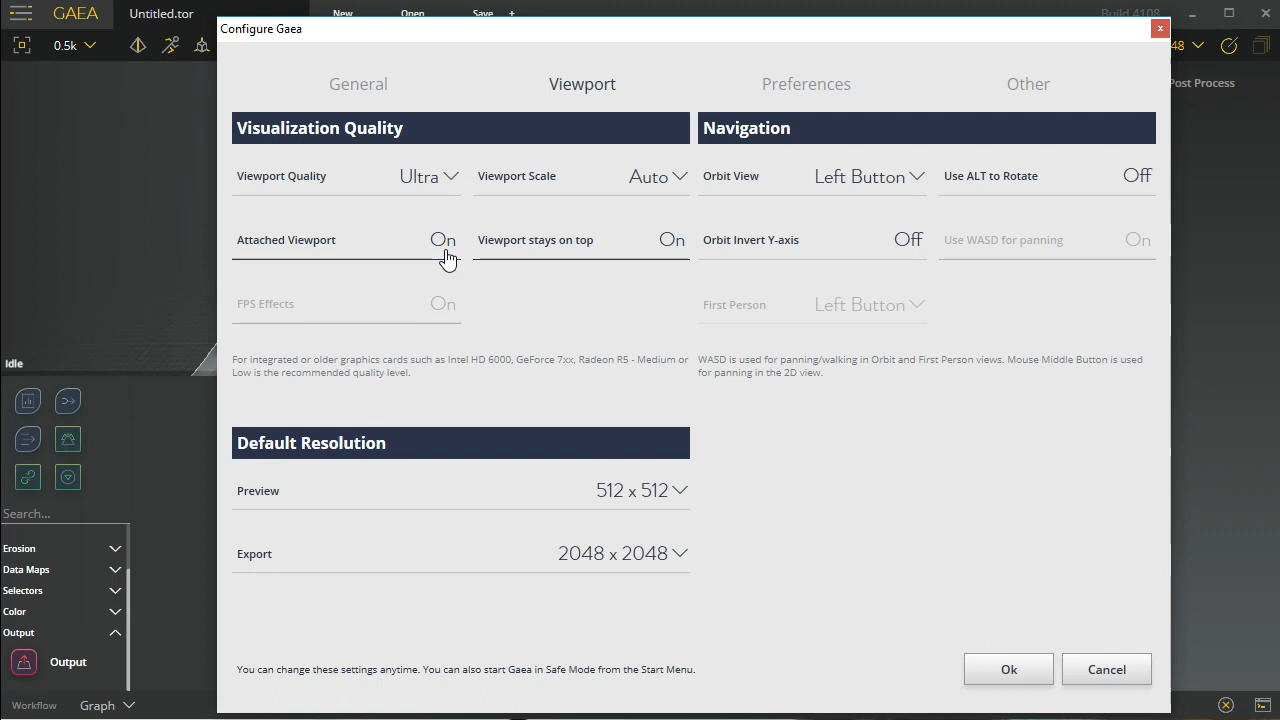 GAEA
Untitled.tor
New
Open
Save
+
Build 4108
Configure Gaea
x
0.5k
48
General
Viewport
Preferences
Other
Post Process
Visualization Quality
Navigation
Viewport Quality
Ultra
Viewport Scale
Auto
Orbit View
Left Button
Use ALT to Rotate
Off
Attached Viewport
On
Viewport stays on top
On
Orbit Invert Y-axis
Off
Use WASD for panning
On
FPS Effects
On
First Person
Left Button
For integrated or older graphics cards such as Intel HD 6000, GeForce 7xx, Radeon R5 - Medium or
Low is the recommended quality level.
WASD is used for panning/walking in Orbit and First Person views. Mouse Middle Button is used
for panning in the 2D view.
Idle
Default Resolution
Preview
512 x 512
Export
2048 x 2048
Search...
Erosion
Data Maps
Selectors
Color
Output
Output
You can change these settings anytime. You can also start Gaea in Safe Mode from the Start Menu.
Ok
Cancel
Workflow
Graph